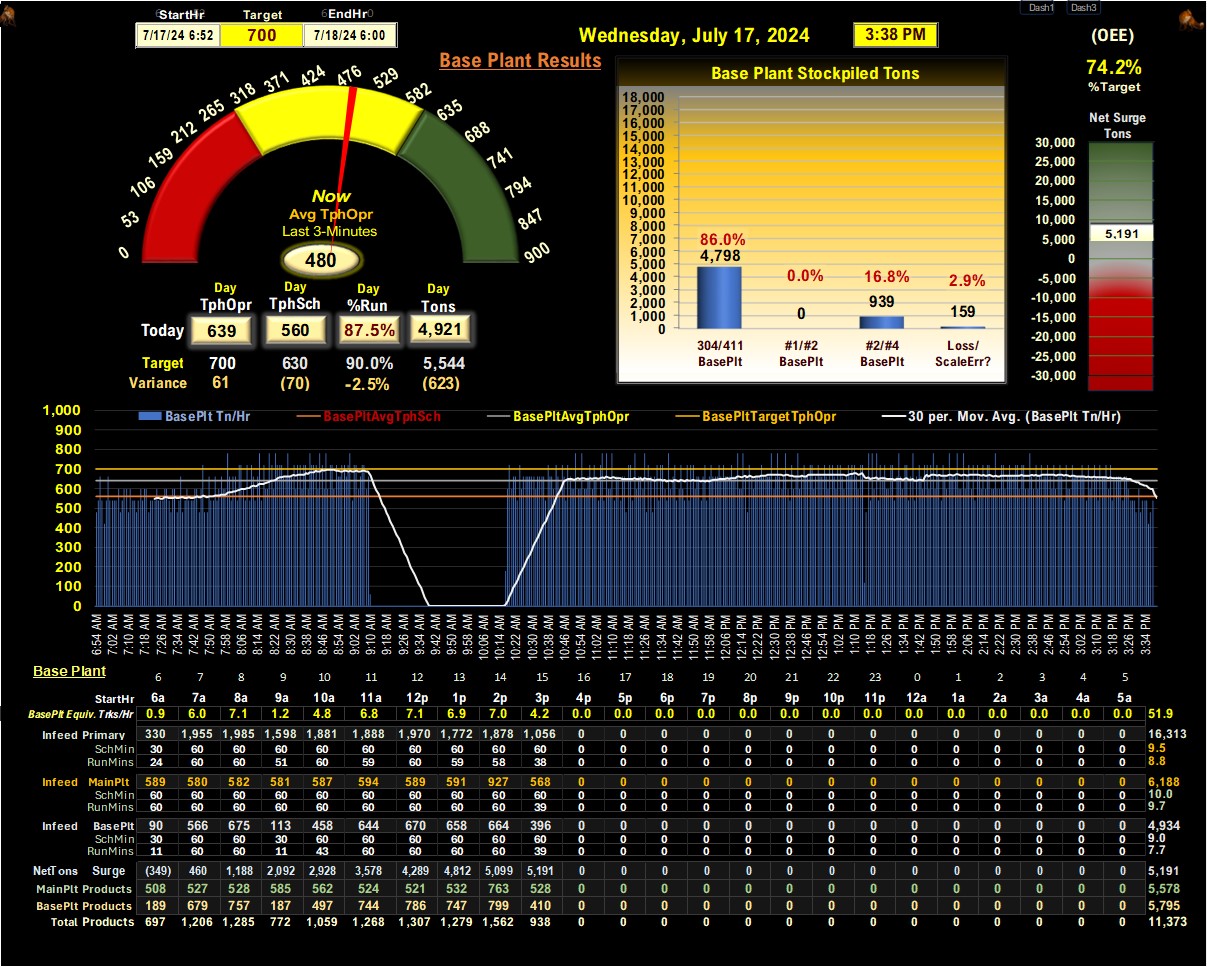 Dash1 Dash3
StartHr Target EndHr
7/17/24 6:52 700 7/18/24 6:00
Wednesday, July 17, 2024 3:38 PM
(OEE)
74.2%
%Target
Base Plant Results
0 53 106 159 212 265 318 371 424 476 529 582 635 688 741 794 847 900
Now
Avg TphOpr
Last 3-Minutes
480
Day Day Day Day
TphOpr TphSch %Run Tons
Today 639 560 87.5% 4,921
Target 700 630 90.0% 5,544
Variance 61 (70) -2.5% (623)
Base Plant Stockpiled Tons
18,000
17,000
16,000
15,000
14,000
13,000
12,000
11,000
10,000
9,000
8,000
7,000
6,000
5,000
4,000
3,000
2,000
1,000
0
86.0% 0.0% 16.8% 2.9%
4,798 0 939 159
304/411 #1/#2 #2/#4 Loss/
BasePlt BasePlt BasePlt ScaleErr?
Net Surge
Tons
30,000
25,000
20,000
15,000
10,000
5,000
0
-5,000
-10,000
-15,000
-20,000
-25,000
-30,000
5,191
BasePlt Tn/Hr BasePltAvgTphSch BasePltAvgTphOpr BasePltTargetTphOpr 30 per. Mov. Avg. (BasePlt Tn/Hr)
1,000
900
800
700
600
500
400
300
200
100
0
6:54 AM 7:02 AM 7:10 AM 7:18 AM 7:26 AM 7:34 AM 7:42 AM 7:50 AM 7:58 AM 8:06 AM 8:14 AM 8:22 AM 8:30 AM 8:38 AM 8:46 AM 8:54 AM 9:02 AM 9:10 AM 9:18 AM 9:26 AM 9:34 AM 9:42 AM 9:50 AM 9:58 AM 10:06 AM 10:14 AM 10:22 AM 10:30 AM 10:38 AM 10:46 AM 10:54 AM 11:02 AM 11:10 AM 11:18 AM 11:26 AM 11:34 AM 11:42 AM 11:50 AM 11:58 AM 12:06 PM 12:14 PM 12:22 PM 12:30 PM 12:38 PM 12:46 PM 12:54 PM 1:02 PM 1:10 PM 1:18 PM 1:26 PM 1:34 PM 1:42 PM 1:50 PM 1:58 PM 2:06 PM 2:14 PM 2:22 PM 2:30 PM 2:38 PM 2:46 PM 2:54 PM 3:02 PM 3:10 PM 3:18 PM 3:26 PM 3:34 PM
Base Plant 6 7 8 9 10 11 12 13 14 15 16 17 18 19 20 21 22 23 0 1 2 3 4 5
StartHr 6a 7a 8a 9a 10a 11a 12p 1p 2p 3p 4p 5p 6p 7p 8p 9p 10p 11p 12a 1a 2a 3a 4a 5a
BasePlt Equiv. Trks/Hr 0.9 6.0 7.1 1.2 4.8 6.8 7.1 6.9 7.0 4.2 0.0 0.0 0.0 0.0 0.0 0.0 0.0 0.0 0.0 0.0 0.0 0.0 0.0 0.0 51.9
Infeed Primary 330 1,955 1,985 1,598 1,881 1,888 1,970 1,772 1,878 1,056 0 0 0 0 0 0 0 0 0 0 0 0 0 0 16,313
SchMin 30 60 60 60 60 60 60 60 60 60 0 0 0 0 0 0 0 0 0 0 0 0 0 0 9.5
RunMins 24 60 60 51 60 59 60 59 58 38 0 0 0 0 0 0 0 0 0 0 0 0 0 0 8.8
Infeed MainPlt 589 580 582 581 587 594 589 591 927 568 0 0 0 0 0 0 0 0 0 0 0 0 0 0 6,188
SchMin 60 60 60 60 60 60 60 60 60 60 0 0 0 0 0 0 0 0 0 0 0 0 0 0 10.0
RunMins 60 60 60 60 60 60 60 60 60 39 0 0 0 0 0 0 0 0 0 0 0 0 0 0 9.7
Infeed BasePlt 90 566 675 113 458 644 670 658 664 396 0 0 0 0 0 0 0 0 0 0 0 0 0 0 4,934
SchMin 30 60 60 30 60 60 60 60 60 60 0 0 0 0 0 0 0 0 0 0 0 0 0 0 9.0
RunMins 11 60 60 11 43 60 60 60 60 39 0 0 0 0 0 0 0 0 0 0 0 0 0 0 7.7
NetTons Surge (349) 460 1,188 2,092 2,928 3,578 4,289 4,812 5,099 5,191 0 0 0 0 0 0 0 0 0 0 0 0 0 0 5,191
MainPlt Products 508 527 528 585 562 524 521 532 763 528 0 0 0 0 0 0 0 0 0 0 0 0 0 0 5,578
BasePlt Products 189 679 757 187 497 744 786 747 799 410 0 0 0 0 0 0 0 0 0 0 0 0 0 0 5,795
Total Products 697 1,206 1,285 772 1,059 1,268 1,307 1,279 1,562 938 0 0 0 0 0 0 0 0 0 0 0 0 0 0 11,373